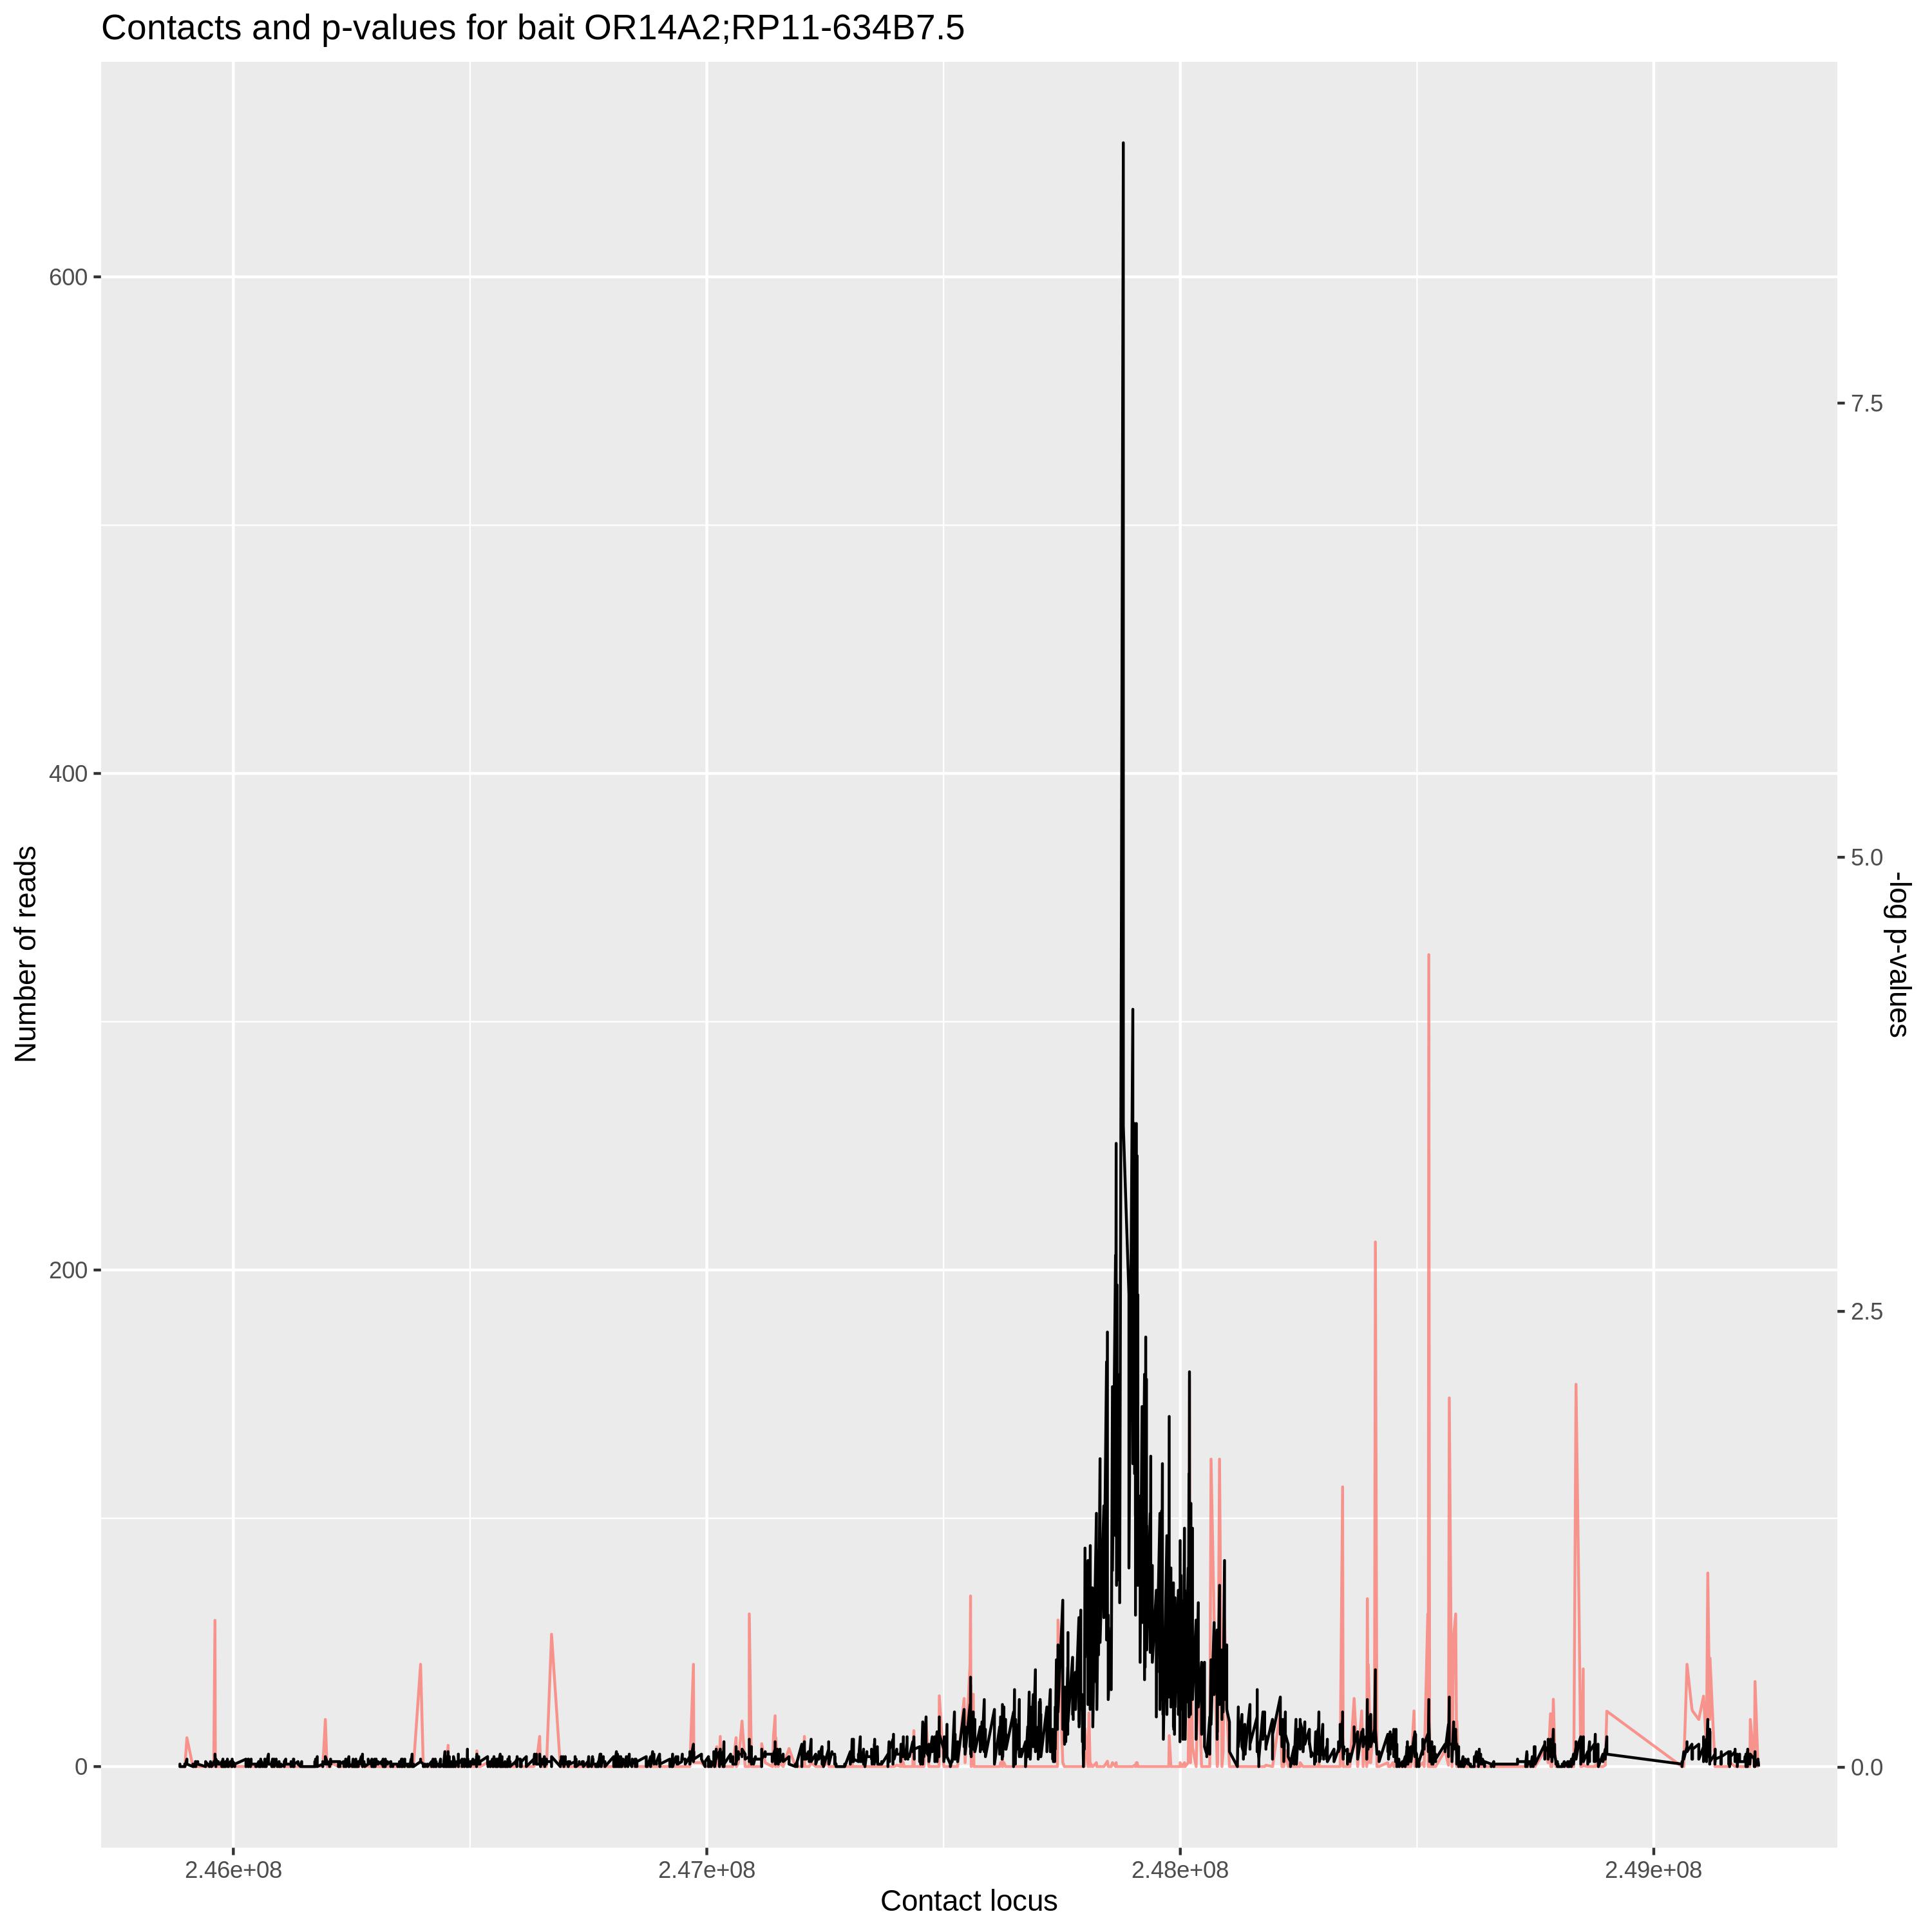 Contacts and p-values for bait OR14A2;RP11-634B7.5
600
400
200
0
Number of reads
7.5
5.0
2.5
0.0
-log p-values
2.46e+08
2.47e+08
2.48e+08
2.49e+08
Contact locus